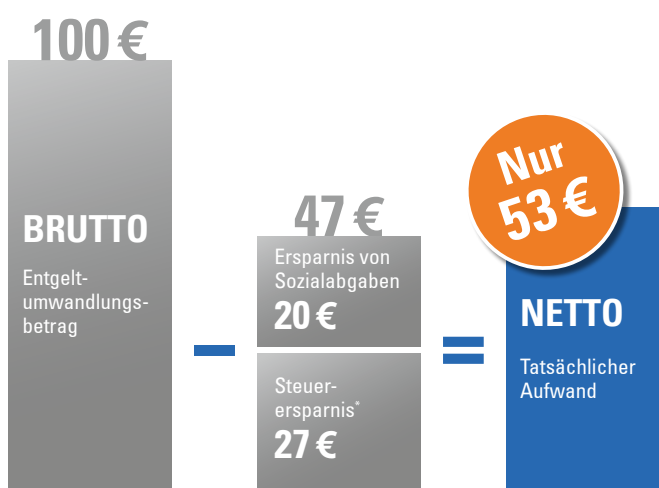 100 €
BRUTTO
Entgelt-
umwandlungs-
betrag
47 €
Ersparnis von
Sozialabgaben
20 €
Steuer-
ersparnis*
27 €
Nur
53 €
NETTO
Tatsächlicher
Aufwand